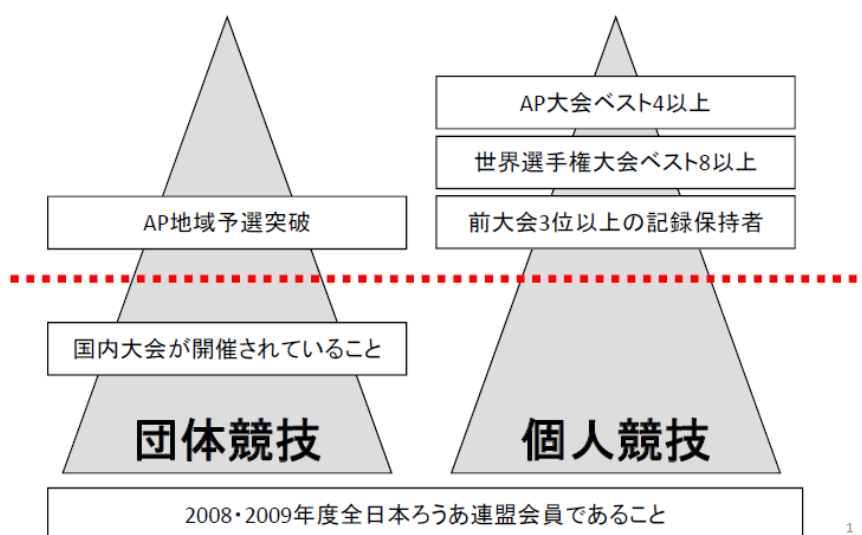 AP大会ベスト4以上
世界選手権大会ベスト8以上
AP地域予選突破
前大会3位以上の記録保持者
国内大会が開催されていること
団体競技
個人競技
2008・2009年度全日本ろうあ連盟会員であること
1